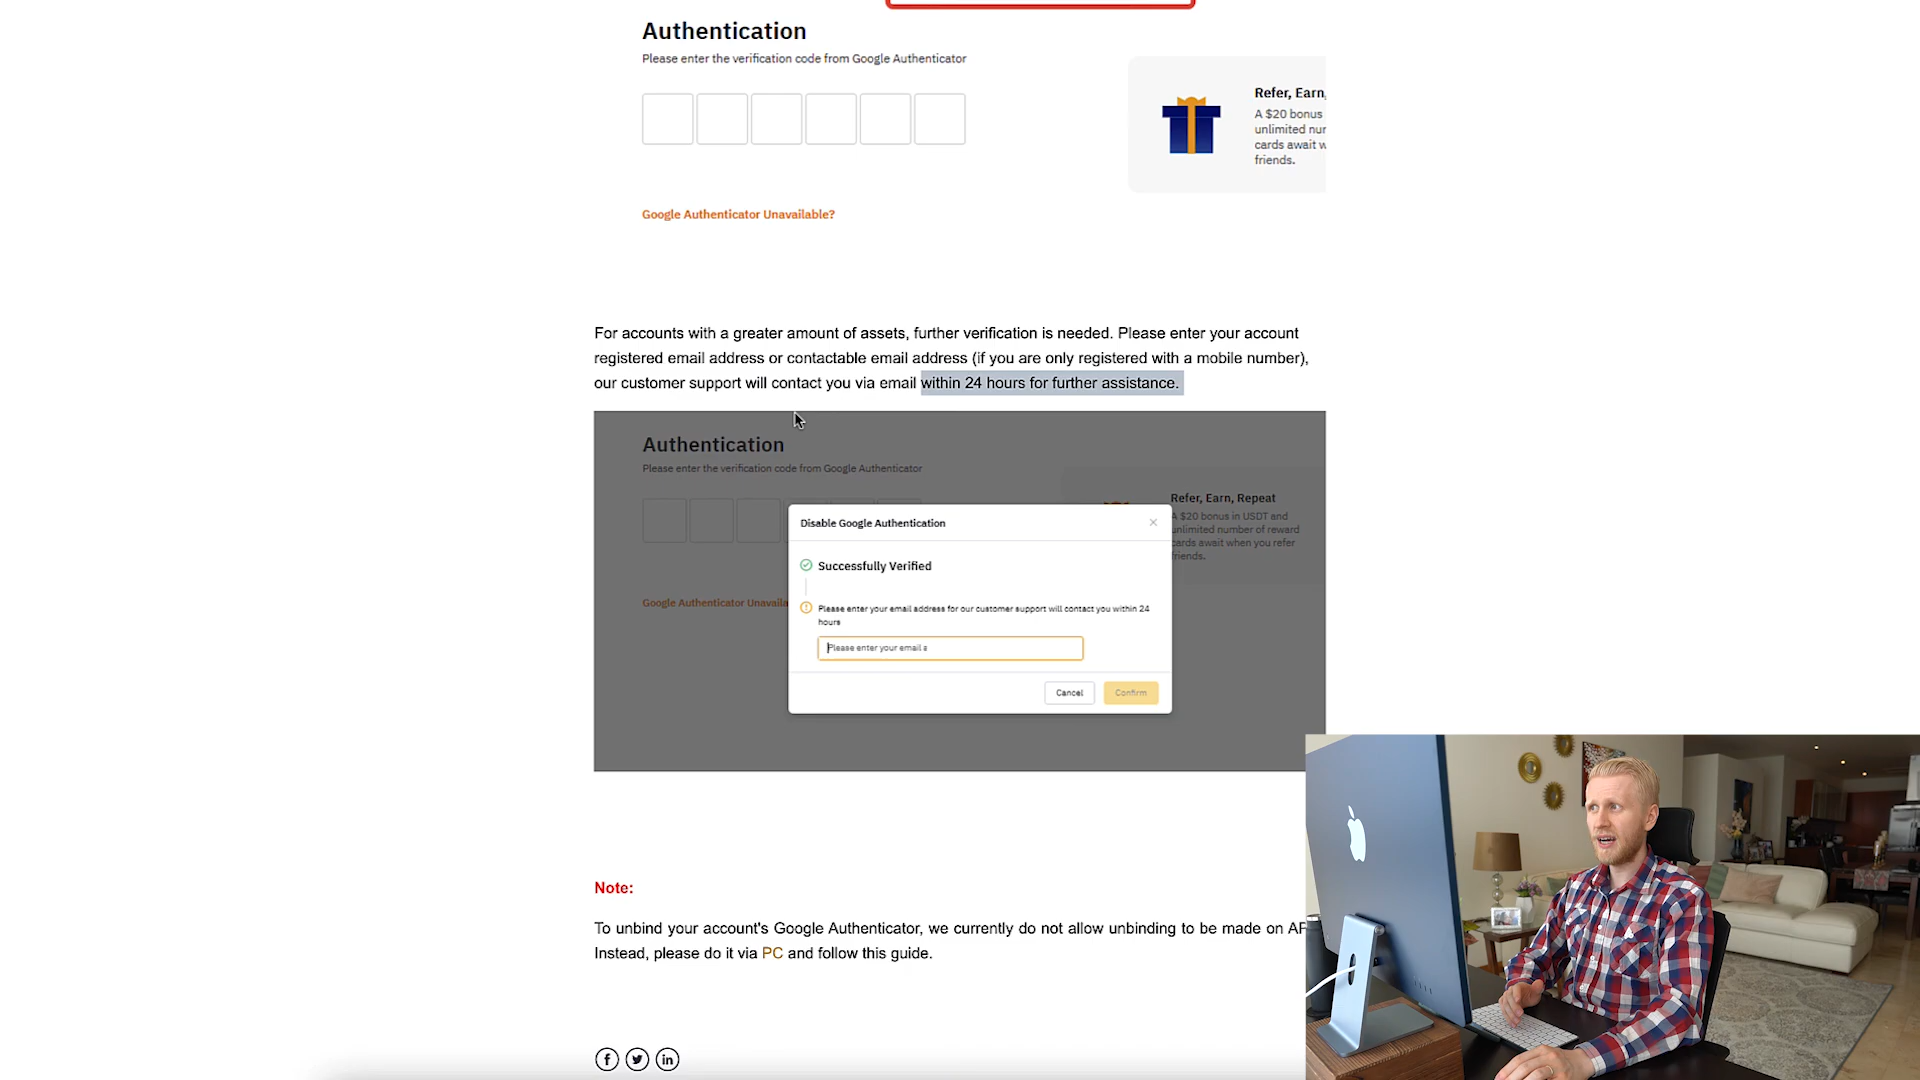 Authentication
Please enter the verification code from Google Authenticator
Refer, Earn,
A $20 bonus
unlimited nur
cards await w
friends.
Google Authenticator Unavailable?
For accounts with a greater amount of assets, further verification is needed. Please enter your account
registered email address or contactable email address (if you are only registered with a mobile number),
our customer support will contact you via email within 24 hours for further assistance.
Authentication
Please enter the verification code from Google Authenticator
Refer, Earn, Repeat
A $20 bonus in USDT and
unlimited number of reward
cards await when you refer
friends.
Google Authenticator Unavaila
Disable Google Authentication
Successfully Verified
Please enter your email address for our customer support will contact you within 24
hours
Please enter your email a
Cancel Confirm
Note:
To unbind your account's Google Authenticator, we currently do not allow unbinding to be made on AP
Instead, please do it via PC and follow this guide.